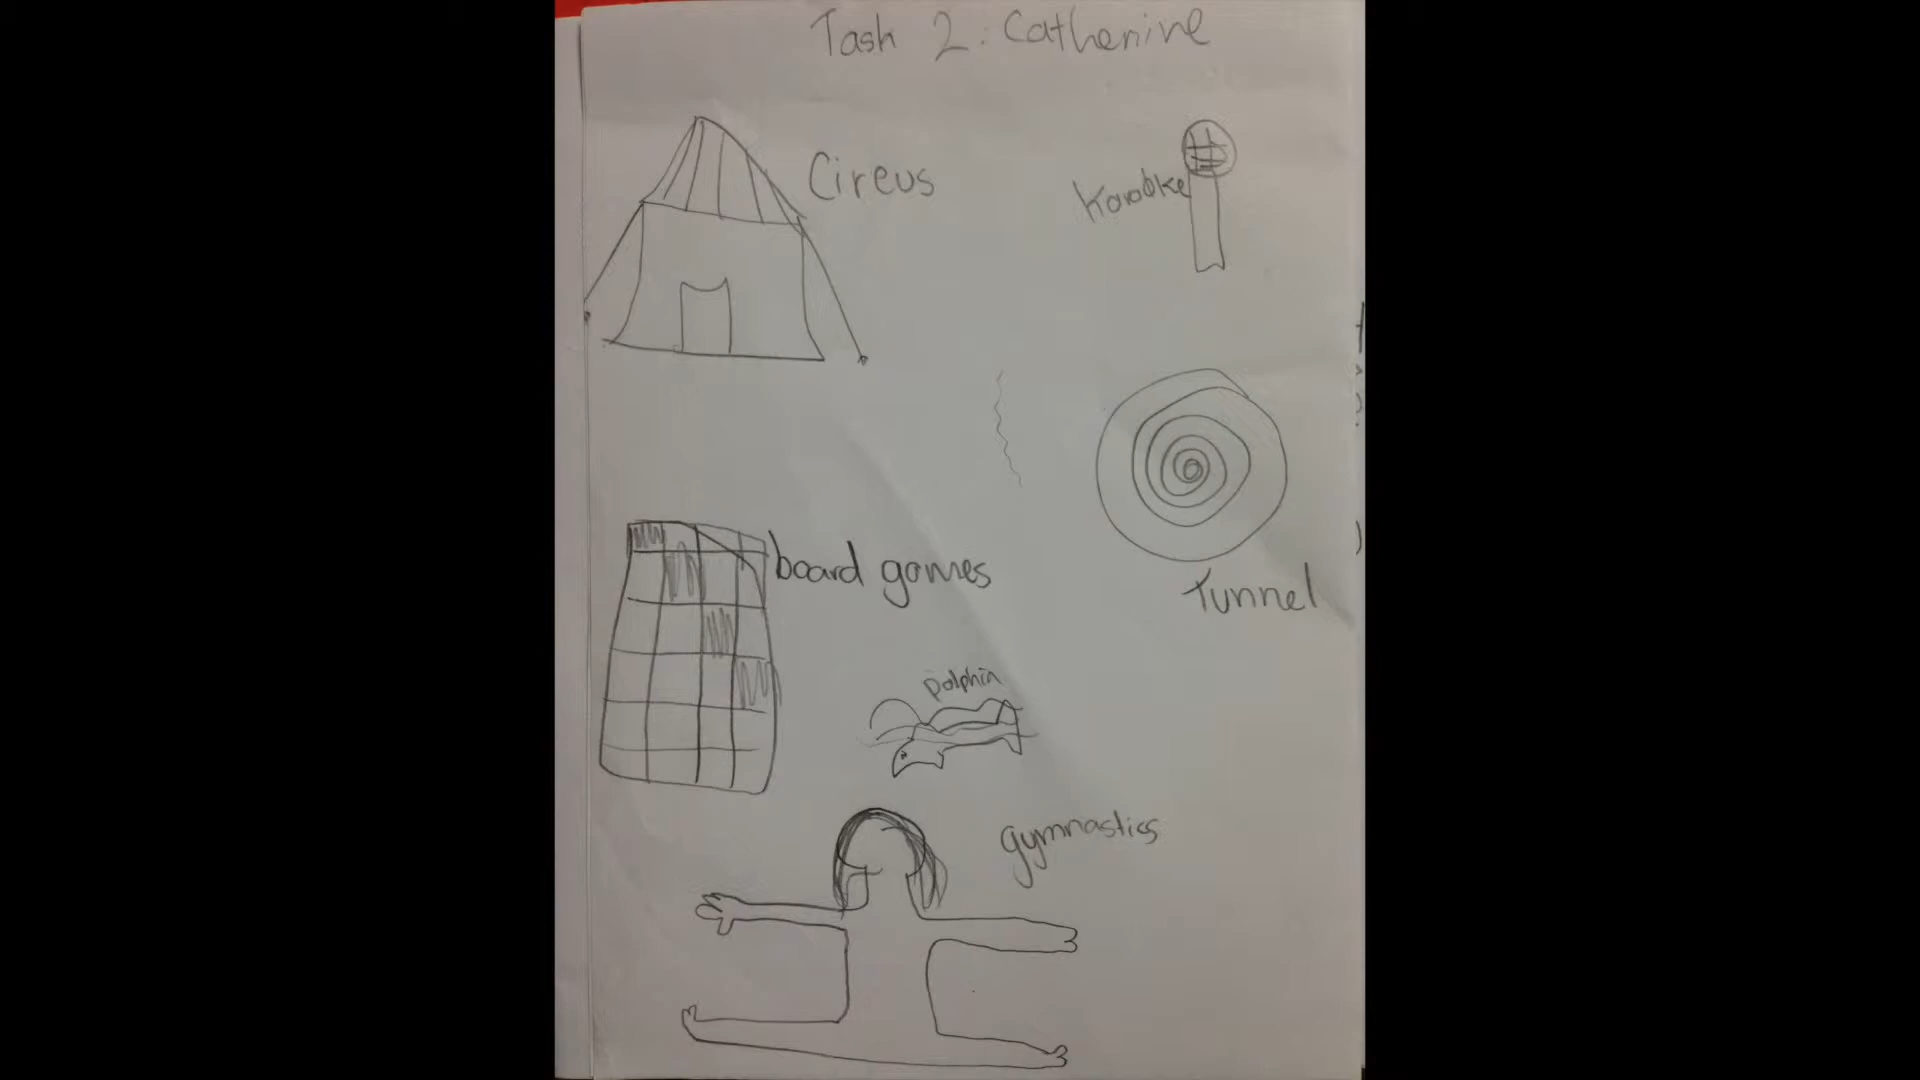 Task 2: Catherine
Circus
Karaoke
board games
Tunnel
Dolphin
gymnastics